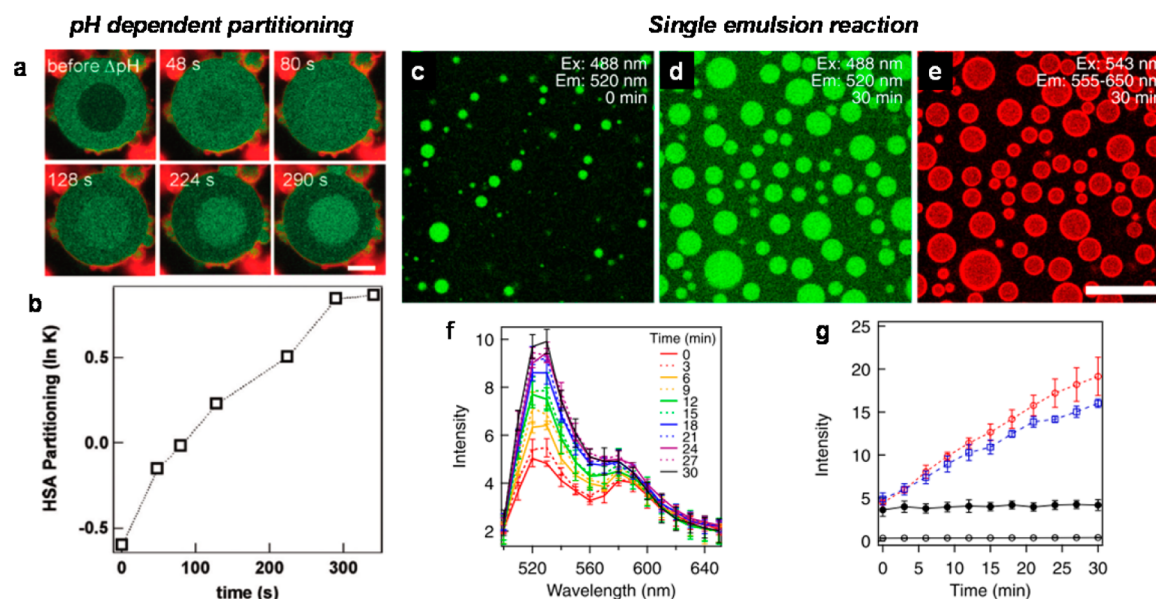 pH dependent partitioning
Single emulsion reaction
a
before ΔpH
48 s
80 s
128 s
224 s
290 s
b
HSA Partitioning (ln K)
0.5
0.0
-0.5
0
100
200
300
time (s)
c
Ex: 488 nm
Em: 520 nm
0 min
d
Ex: 488 nm
Em: 520 nm
30 min
e
Ex: 543 nm
Em: 555-650 nm
30 min
f
Intensity
10
8
6
4
2
520
560
600
640
Wavelength (nm)
Time (min)
0
3
6
9
12
15
18
21
24
27
30
g
Intensity
25
20
15
10
5
0
0
5
10
15
20
25
30
Time (min)